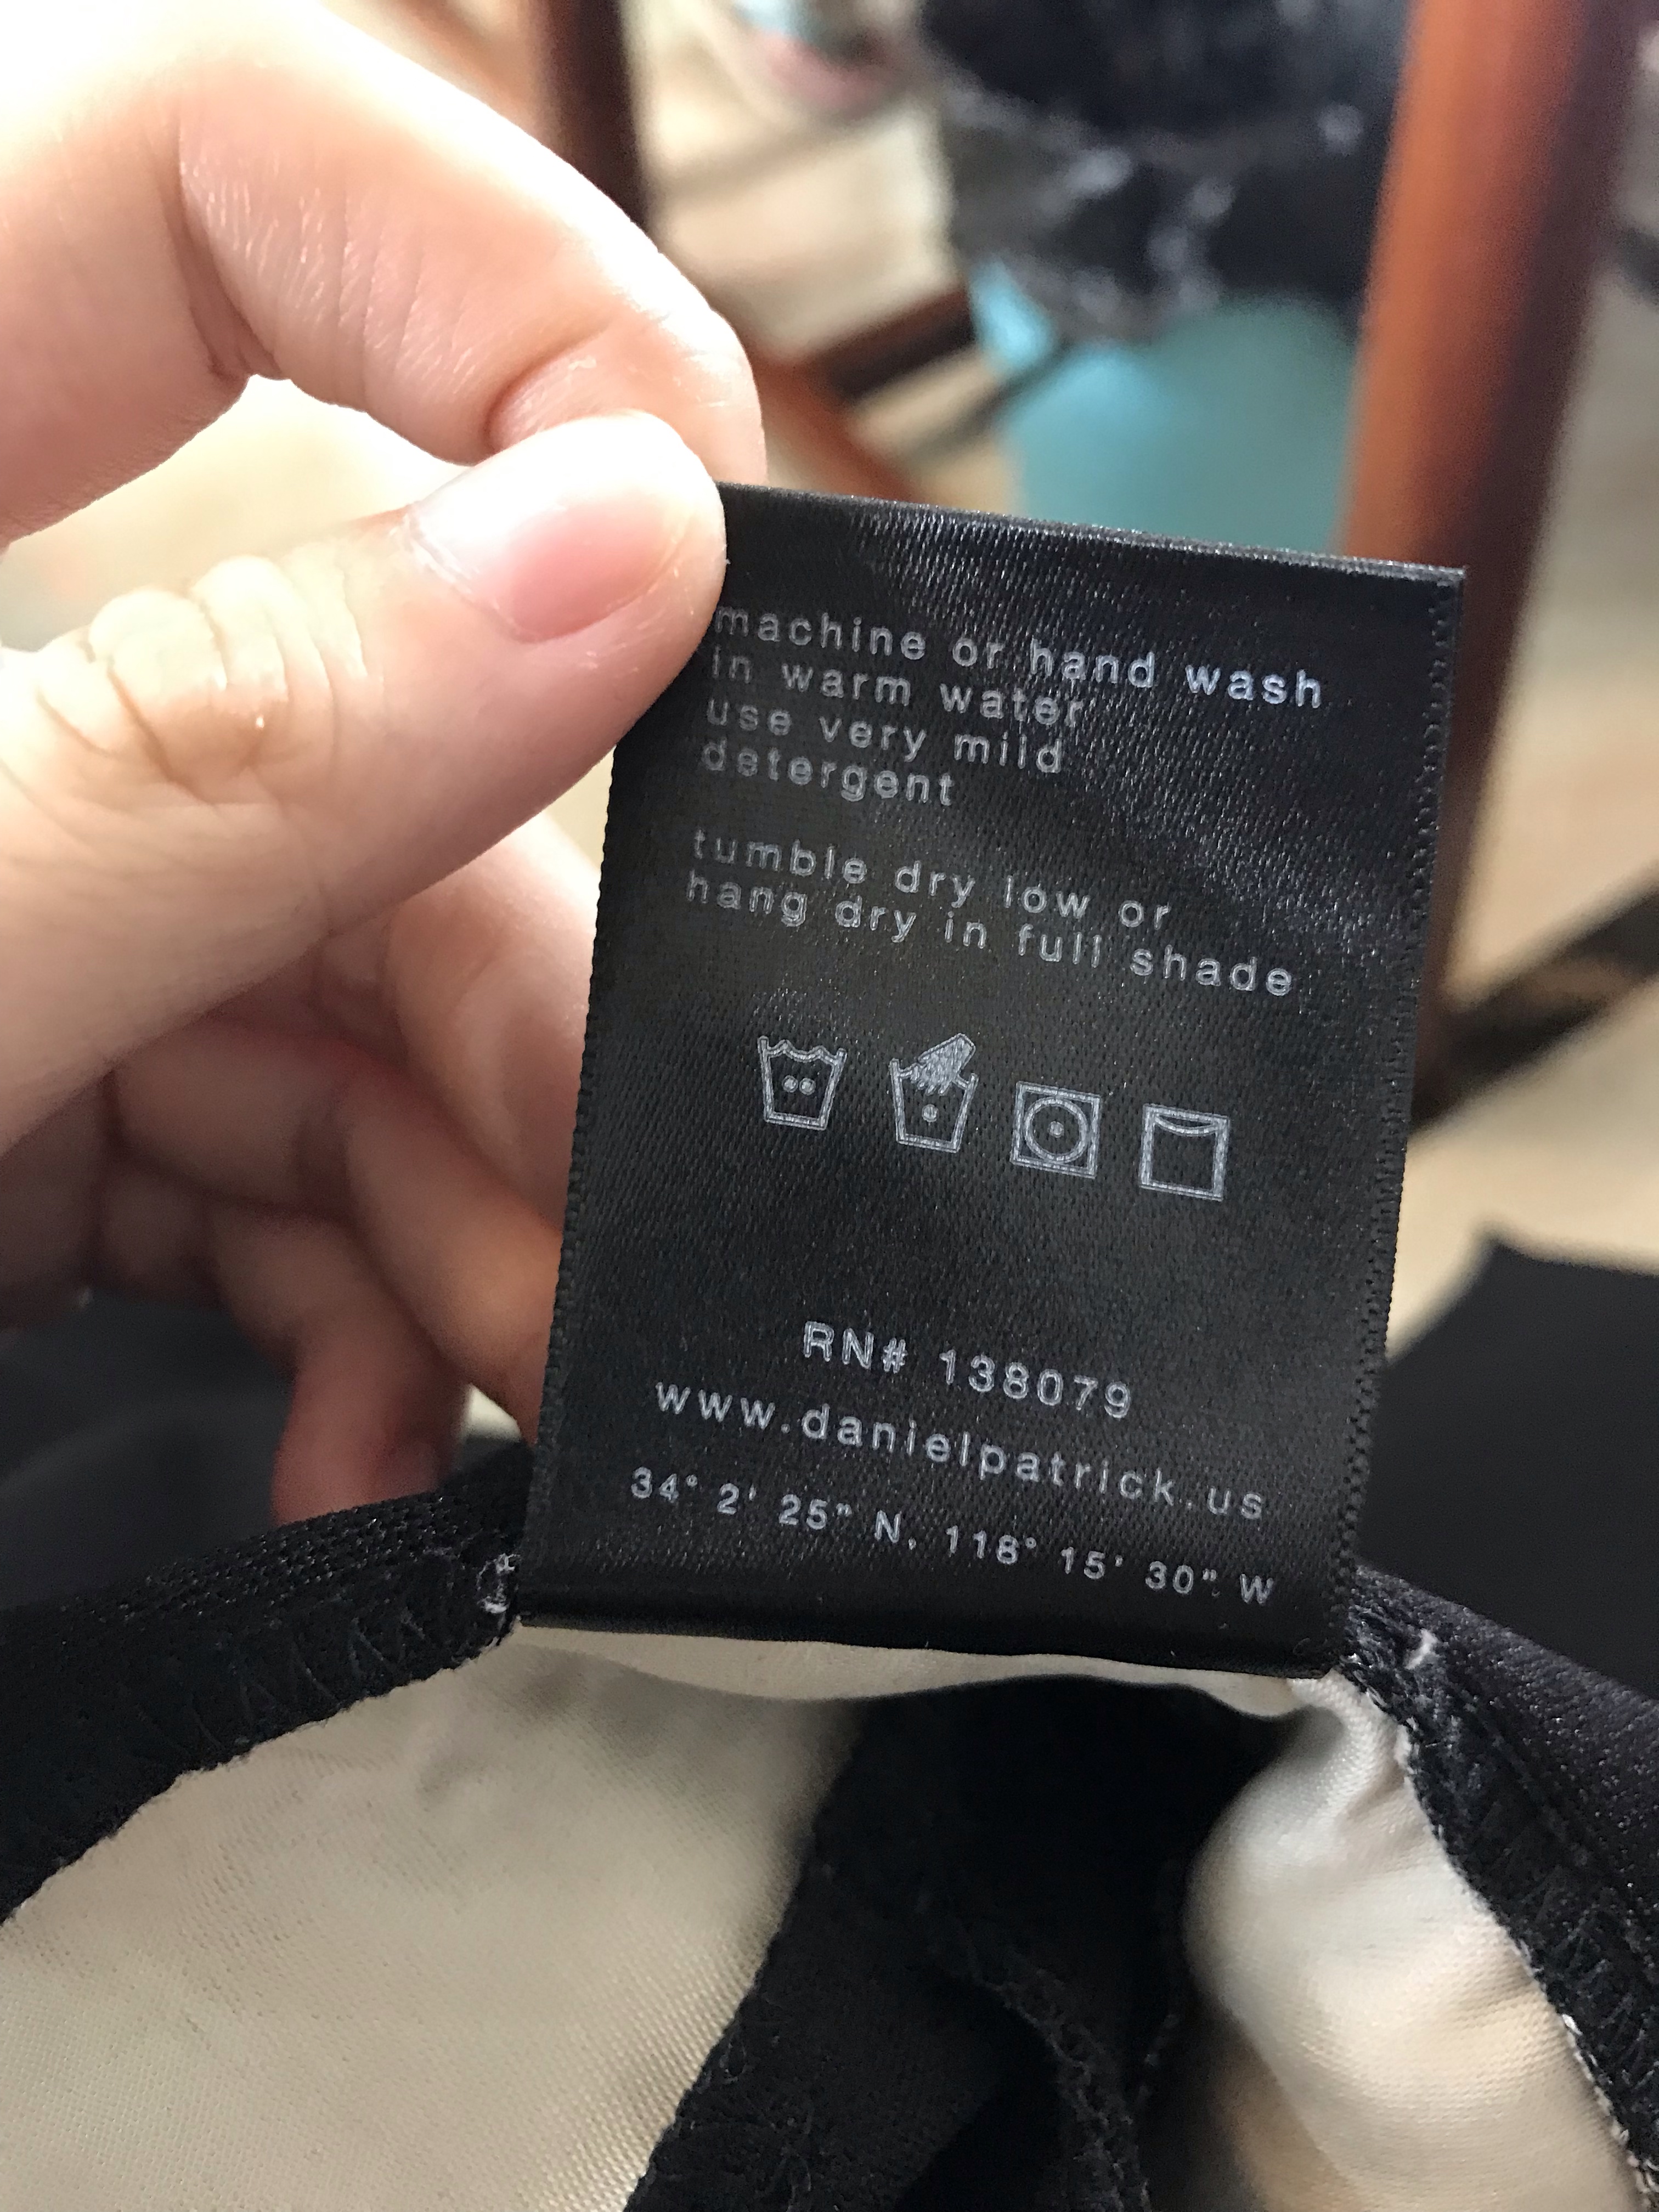 machine or hand wash
in warm water
use very mild
detergent
tumble dry low or
hang dry in full shade
RN# 138079
www.danielpatrick.us
34° 2' 25" N, 118° 15' 30" W